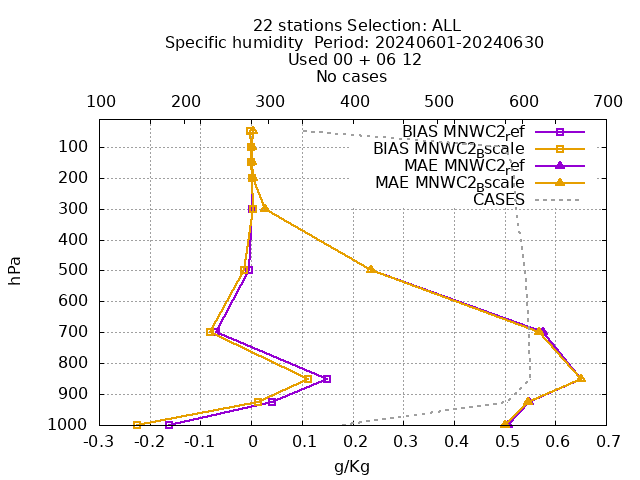 22 stations Selection: ALL
Specific humidity  Period: 20240601-20240630
Used 00 + 06 12
No cases
100 200 300 400 500 600 700
BIAS MNWC2_ref
BIAS MNWC2_Bscale
MAE MNWC2_ref
MAE MNWC2_Bscale
CASES
hPa
100
200
300
400
500
600
700
800
900
1000
-0.3 -0.2 -0.1 0 0.1 0.2 0.3 0.4 0.5 0.6 0.7
g/Kg